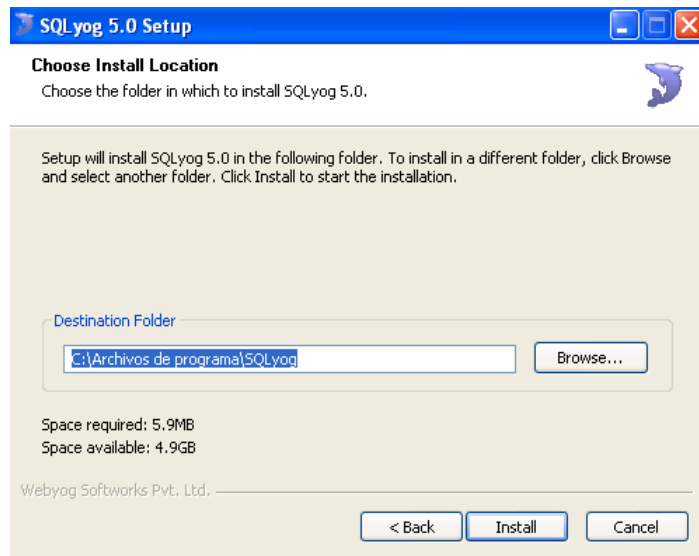 SQLyog 5.0 Setup
Choose Install Location
Choose the folder in which to install SQLyog 5.0.
Setup will install SQLyog 5.0 in the following folder. To install in a different folder, click Browse
and select another folder. Click Install to start the installation.
Destination Folder
C:\Archivos de programa\SQLyog
Browse...
Space required: 5.9MB
Space available: 4.9GB
Webyog Softworks Pvt. Ltd.
< Back
Install
Cancel